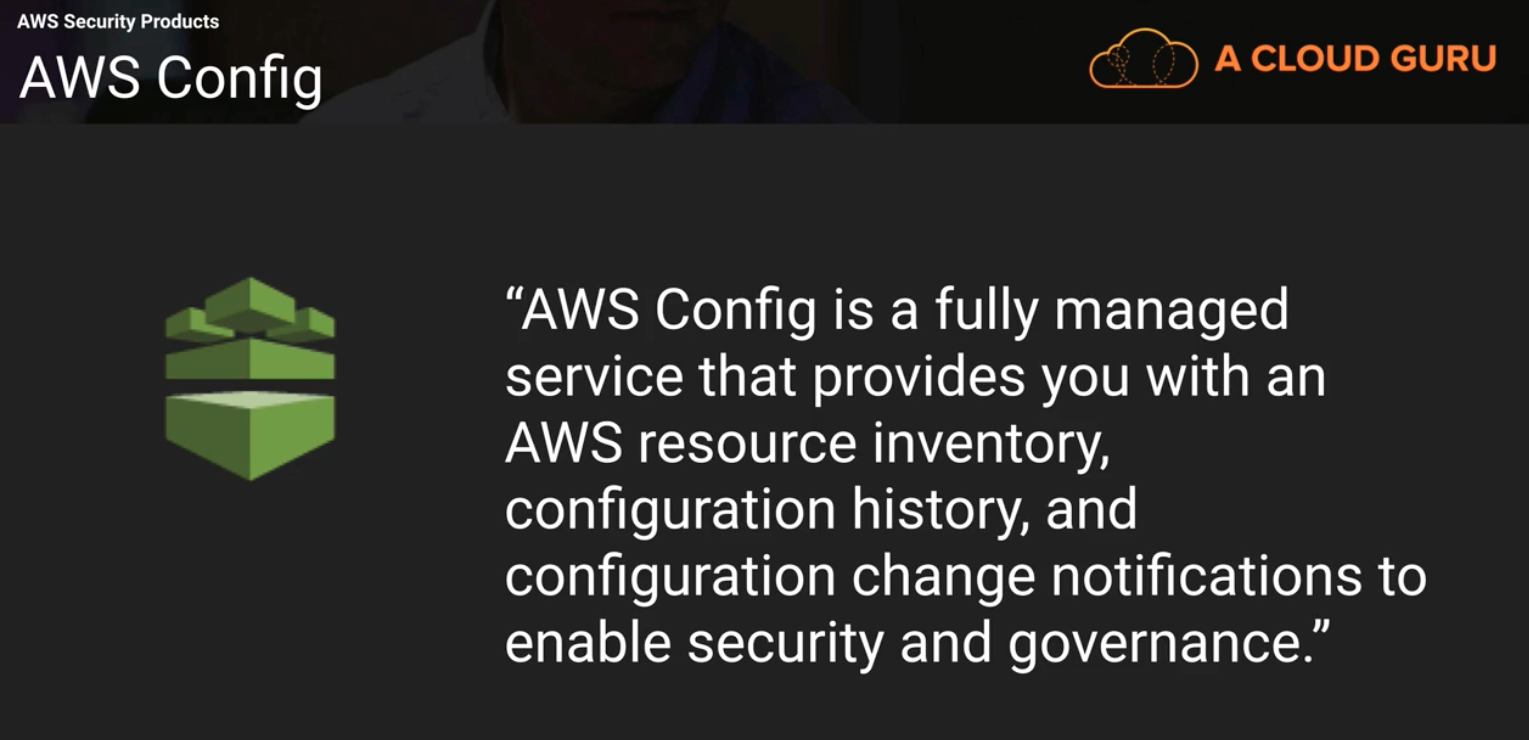 AWS Security Products
AWS Config
A CLOUD GURU
“AWS Config is a fully managed
service that provides you with an
AWS resource inventory,
configuration history, and
configuration change notifications to
enable security and governance.”